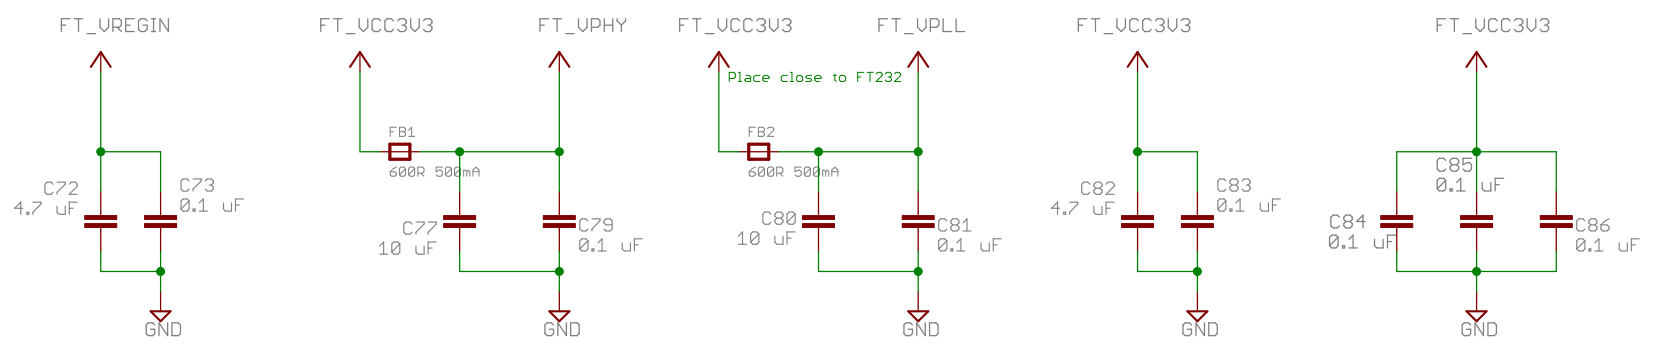 FT_VREGIN
FT_VCC3V3
FT_VPHY
FT_VCC3V3
FT_VPLL
FT_VCC3V3
FT_VCC3V3
Place close to FT232
FB1
600R 500mA
FB2
600R 500mA
C72
4.7 uF
C73
0.1 uF
C77
10 uF
C79
0.1 uF
C80
10 uF
C81
0.1 uF
C82
4.7 uF
C83
0.1 uF
C84
0.1 uF
C85
0.1 uF
C86
0.1 uF
GND
GND
GND
GND
GND